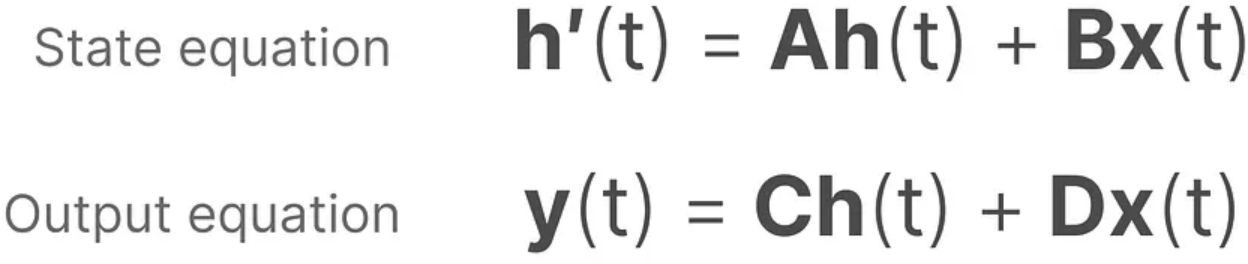 State equation h′(t) = Ah(t) + Bx(t)
Output equation y(t) = Ch(t) + Dx(t)